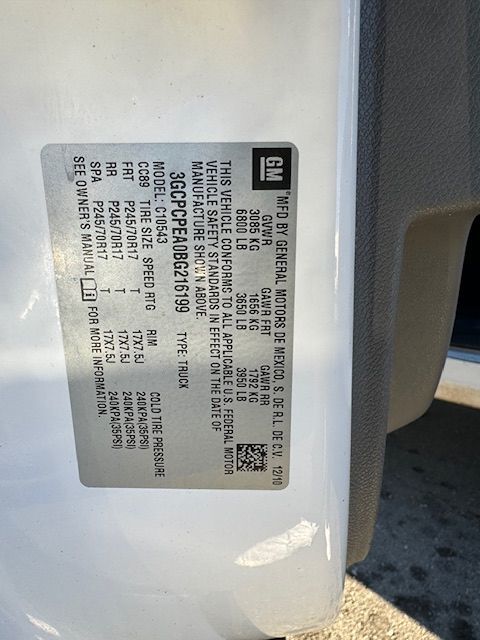 GM MFD BY GENERAL MOTORS DE MEXICO, S. DE R.L. DE C.V. 12/10
GVWR GAWR FRT GAWR RR
3085 KG 1656 KG 1792 KG
6800 LB 3650 LB 3950 LB
THIS VEHICLE CONFORMS TO ALL APPLICABLE U.S. FEDERAL MOTOR
VEHICLE SAFETY STANDARDS IN EFFECT ON THE DATE OF
MANUFACTURE SHOWN ABOVE.
3GCPCPEA0BG216199 TYPE: TRUCK
MODEL: C10543
CC89 TIRE SIZE SPEED RTG RIM COLD TIRE PRESSURE
FRT P245/70R17 T 17X7.5J 240KPA(35PSI)
RR P245/70R17 T 17X7.5J 240KPA(35PSI)
SPA P245/70R17 T 17X7.5J 240KPA(35PSI)
SEE OWNER'S MANUAL FOR MORE INFORMATION.